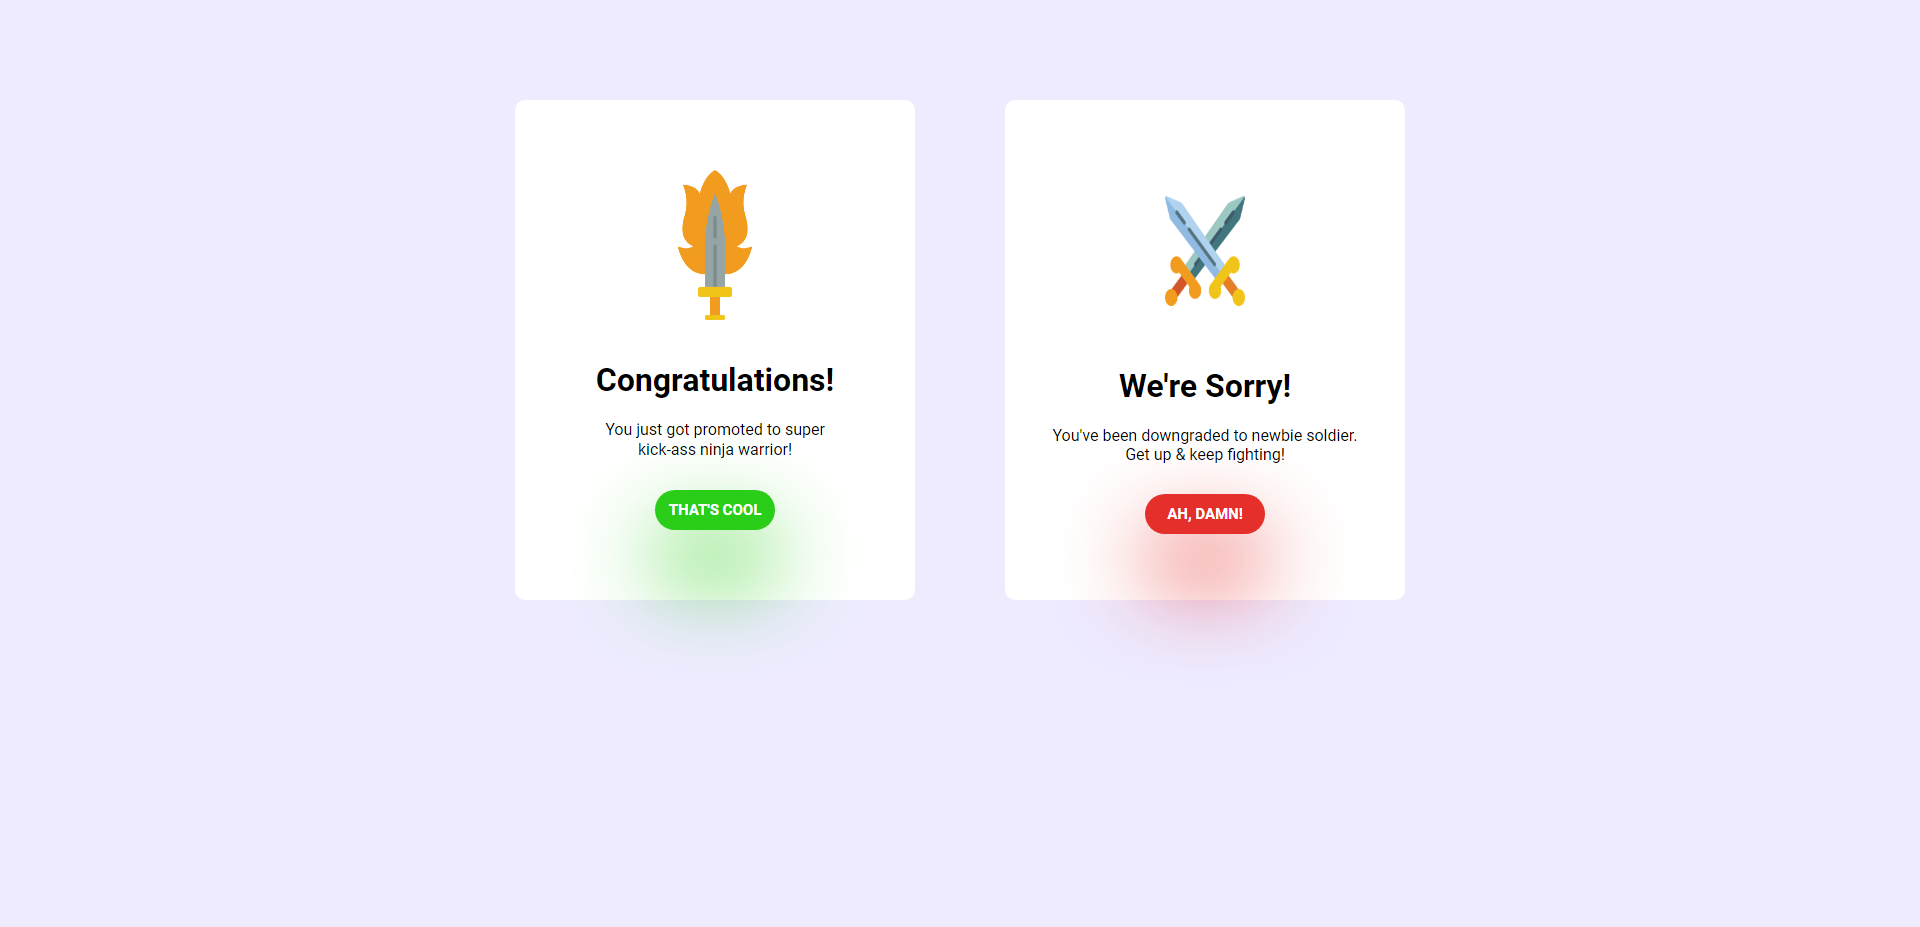 Congratulations!
You just got promoted to super
kick-ass ninja warrior!
THAT'S COOL
We're Sorry!
You've been downgraded to newbie soldier.
Get up & keep fighting!
AH, DAMN!